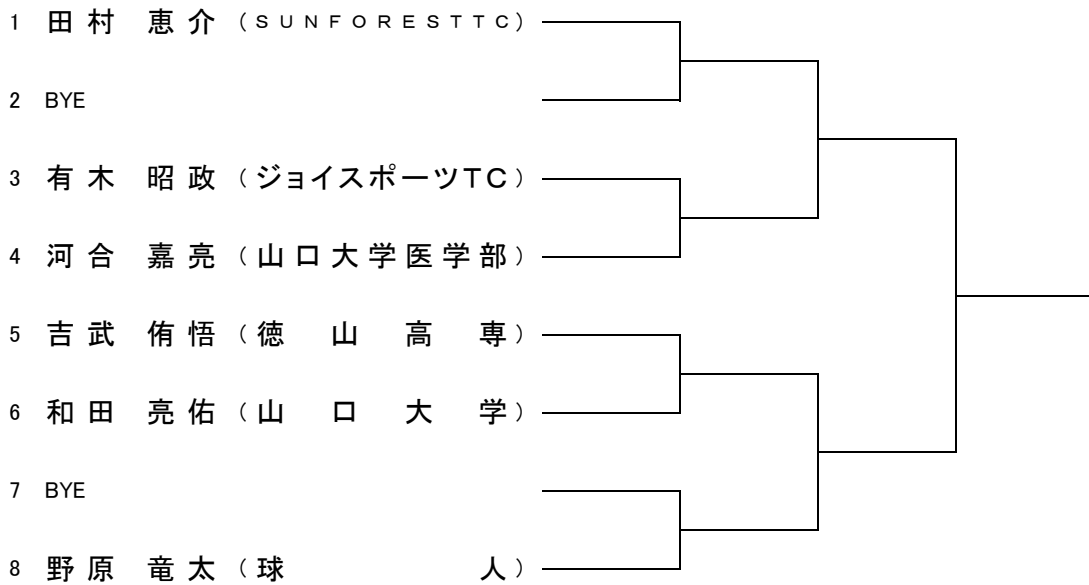 1 田村 恵介 (SUNFORESTTC)
2 BYE
3 有木 昭政 (ジョイスポーツTC)
4 河合 嘉亮 (山口大学医学部)
5 吉武 侑悟 (徳山高専)
6 和田 亮佑 (山口大学)
7 BYE
8 野原 竜太 (球人)